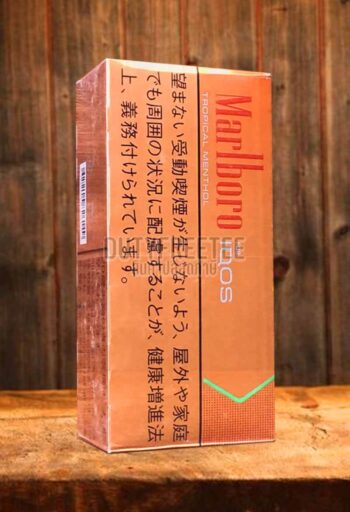 Marlboro IQOS
TROPICAL MENTHOL
望まない受動喫煙が生じないよう、屋外や家庭
でも周囲の状況に配慮することが、健康増進法
上、義務付けられています。
DUTYFREETEE